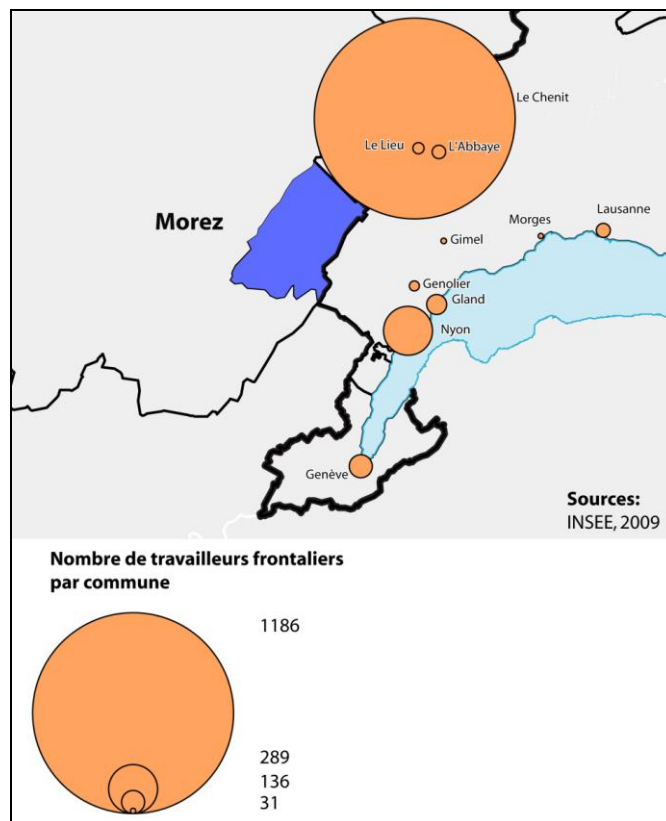 Le Chenit
Le Lieu
L'Abbaye
Morez
Lausanne
Morges
Gimel
Genolier
Gland
Nyon
Genève
Sources:
INSEE, 2009
Nombre de travailleurs frontaliers
par commune
1186
289
136
31